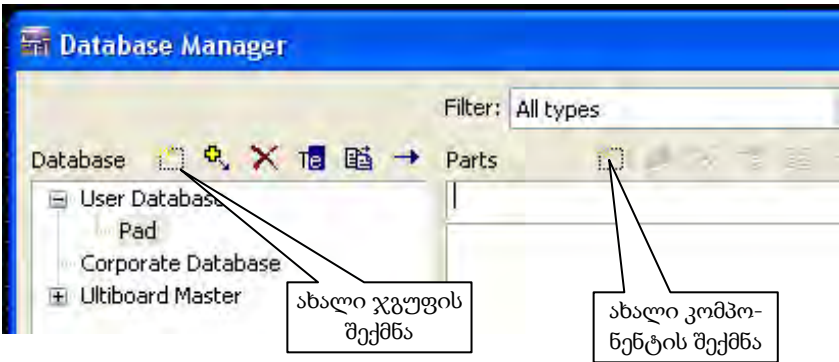 Database Manager
Filter: All types
Database Parts
User Database
Pad
Corporate Database
Ultiboard Master
ახალი ჯგუფის
შექმნა
ახალი კომპო-
ნენტის შექმნა